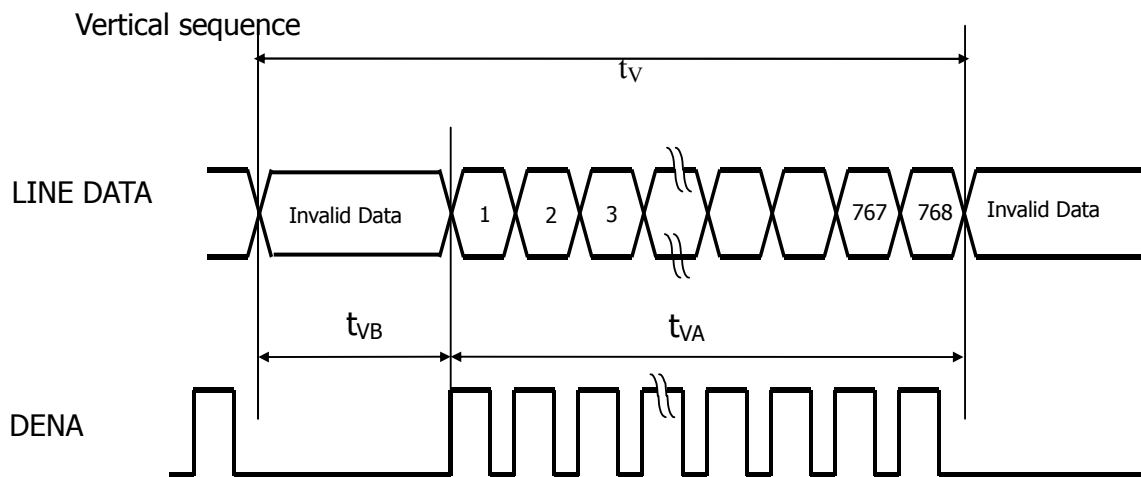 Vertical sequence
tV
LINE DATA
Invalid Data
1
2
3
767
768
Invalid Data
tVB
tVA
DENA